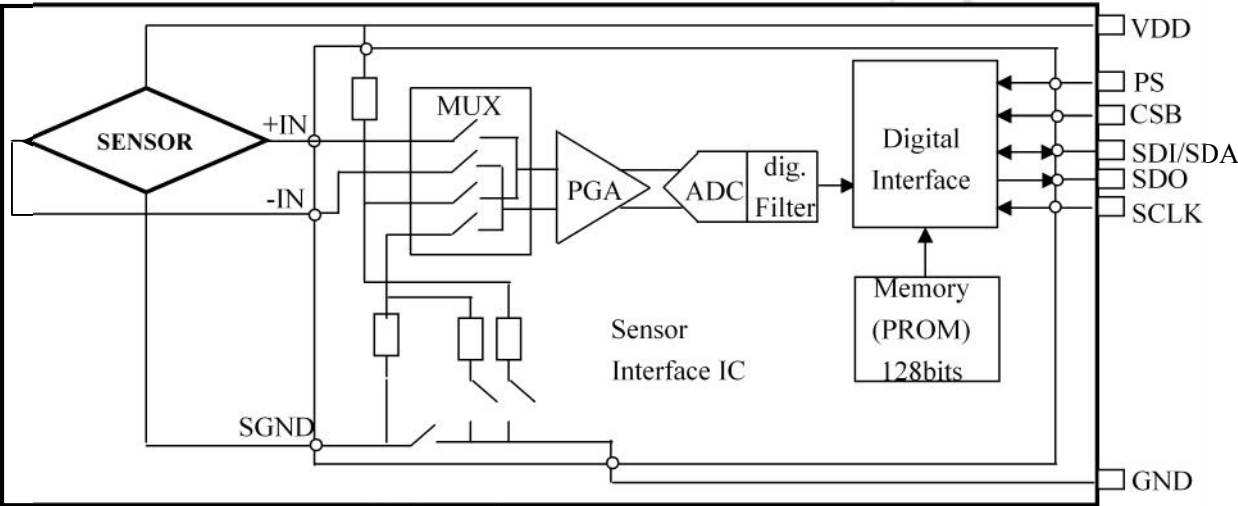 VDD
PS
MUX
+IN
CSB
SENSOR
Digital
Interface
dig.
Filter
SDI/SDA
PGA
ADC
SDO
-IN
SCLK
Memory
(PROM)
128bits
Sensor
Interface IC
SGND
GND